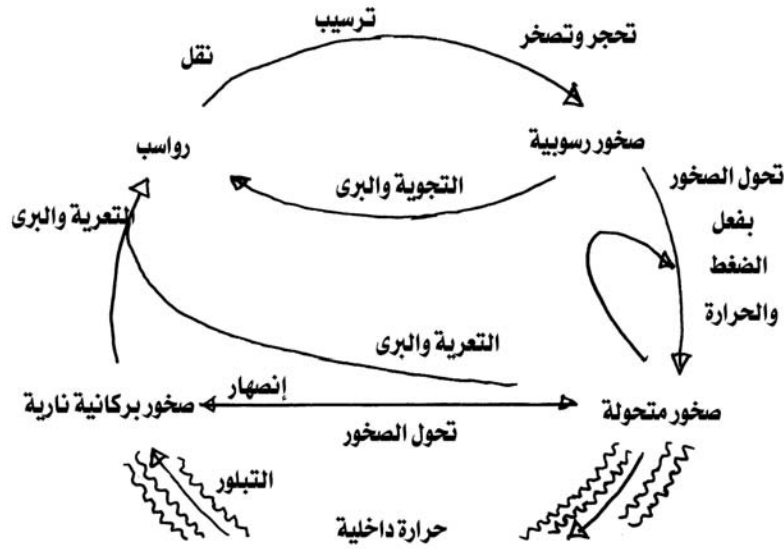 ترسيب
تحجر وتصخر
نقل
صخور رسوبية
رواسب
تحول الصخور
بفعل
الضغط
والحرارة
التجوية والبرى
التعرية والبرى
التعرية والبرى
إنصهار
صخور بركانية نارية
صخور متحولة
تحول الصخور
التبلور
حرارة داخلية